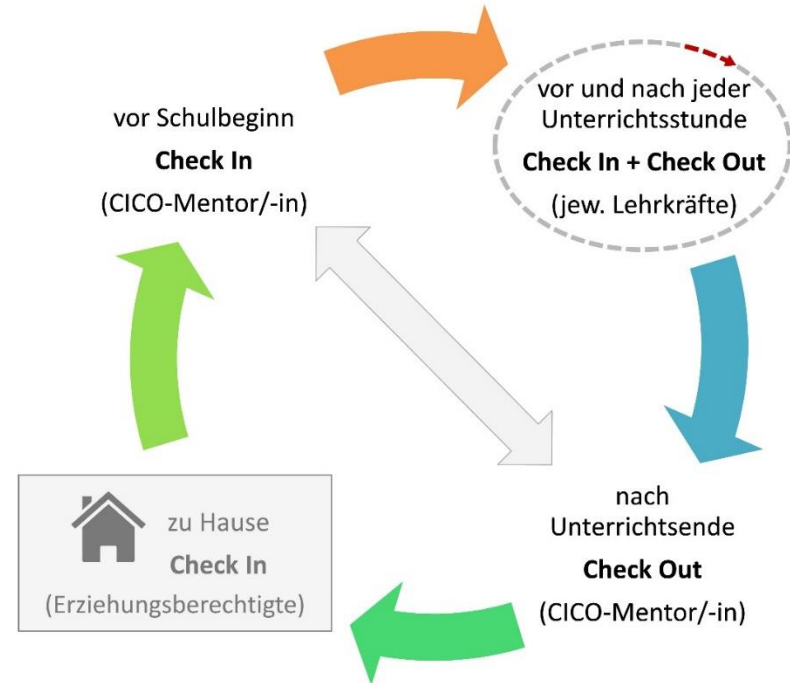 vor Schulbeginn
Check In
(CICO-Mentor/-in)
vor und nach jeder
Unterrichtsstunde
Check In + Check Out
(jew. Lehrkräfte)
nach
Unterrichtsende
Check Out
(CICO-Mentor/-in)
zu Hause
Check In
(Erziehungsberechtigte)